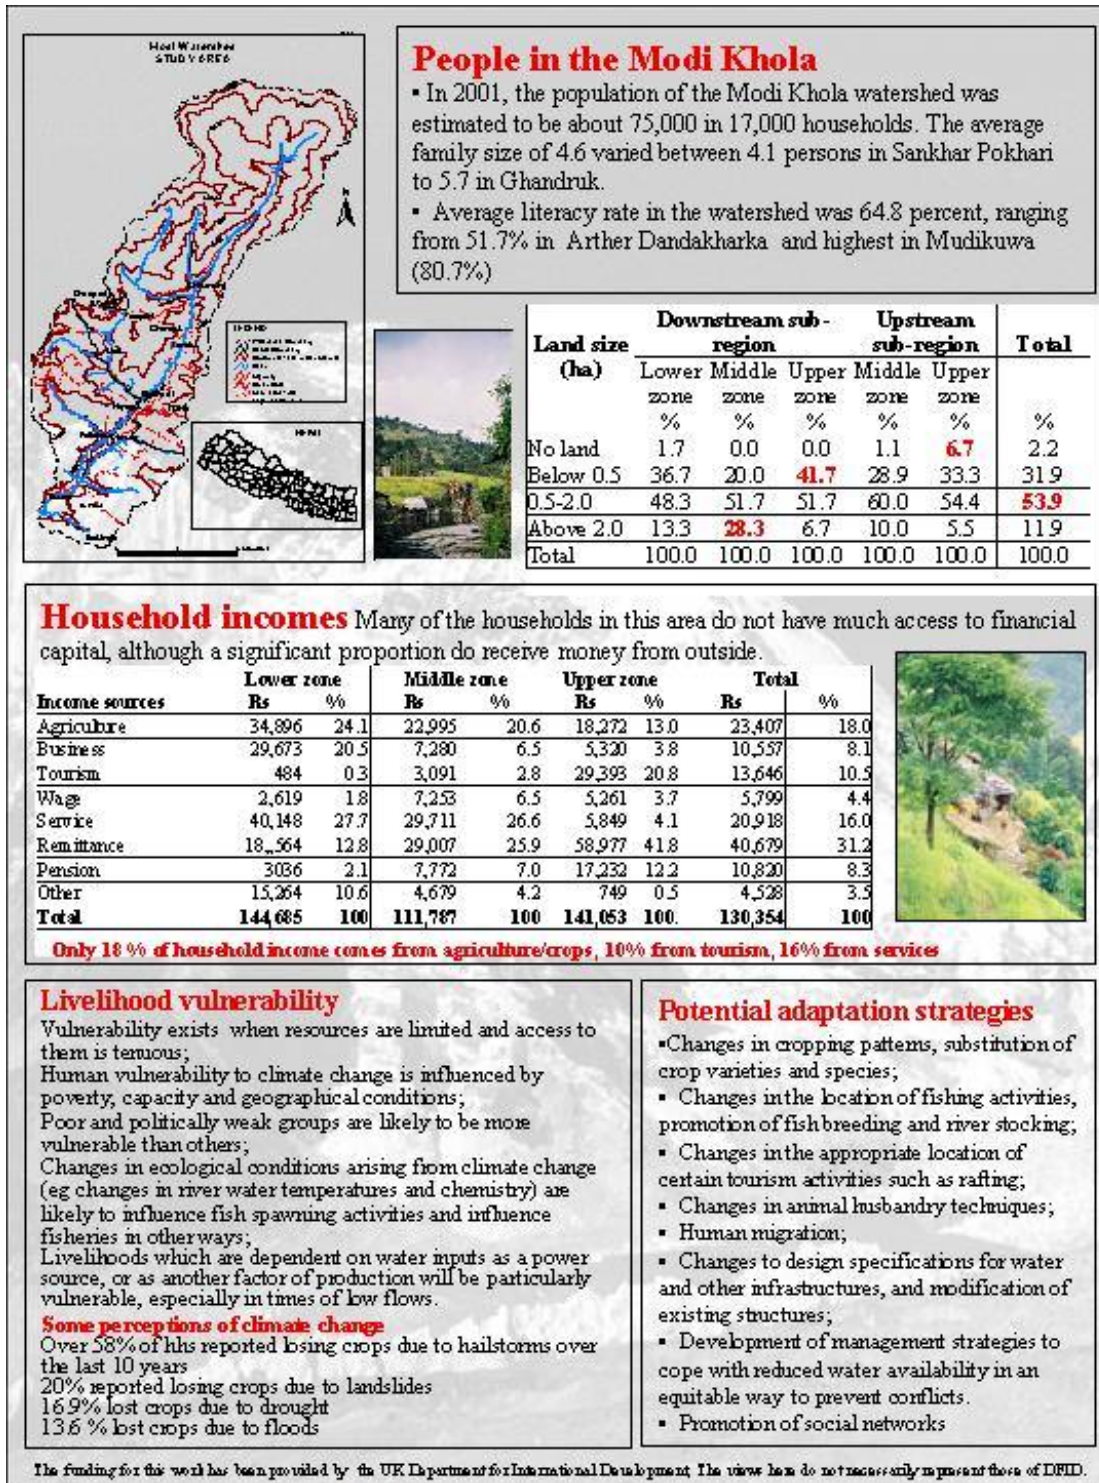 STUDY AREA
People in the Modi Khola
▪ In 2001, the population of the Modi Khola watershed was
estimated to be about 75,000 in 17,000 households. The average
family size of 4.6 varied between 4.1 persons in Sankhar Pokhari
to 5.7 in Ghandruk.
▪ Average literacy rate in the watershed was 64.8 percent, ranging
from 51.7% in Arther Dandakharka and highest in Mudikuwa
(80.7%)
N
LEGEND
NEPAL
Land size (ha) Downstream sub-region Upstream sub-region Total
Lower zone Middle zone Upper zone Middle zone Upper zone
% % % % % %
No land 1.7 0.0 0.0 1.1 6.7 2.2
Below 0.5 36.7 20.0 41.7 28.9 33.3 31.9
0.5-2.0 48.3 51.7 51.7 60.0 54.4 53.9
Above 2.0 13.3 28.3 6.7 10.0 5.5 11.9
Total 100.0 100.0 100.0 100.0 100.0 100.0
Household incomes Many of the households in this area do not have much access to financial
capital, although a significant proportion do receive money from outside.
Lower zone Middle zone Upper zone Total
Income sources Rs % Rs % Rs % Rs %
Agriculture 34,896 24.1 22,995 20.6 18,272 13.0 23,407 18.0
Business 29,673 20.5 7,280 6.5 5,320 3.8 10,557 8.1
Tourism 484 0.3 3,091 2.8 29,393 20.8 13,646 10.5
Wage 2,619 1.8 7,253 6.5 5,261 3.7 5,799 4.4
Service 40,148 27.7 29,711 26.6 5,849 4.1 20,918 16.0
Remittance 18,,564 12.8 29,007 25.9 58,977 41.8 40,679 31.2
Pension 3036 2.1 7,772 7.0 17,232 12.2 10,820 8.3
Other 15,264 10.6 4,679 4.2 749 0.5 4,528 3.5
Total 144,685 100 111,787 100 141,053 100. 130,354 100
Only 18 % of household income comes from agriculture/crops, 10% from tourism, 16% from services
Livelihood vulnerability
Vulnerability exists when resources are limited and access to
them is tenuous;
Human vulnerability to climate change is influenced by
poverty, capacity and geographical conditions;
Poor and politically weak groups are likely to be more
vulnerable than others;
Changes in ecological conditions arising from climate change
(eg changes in river water temperatures and chemistry) are
likely to influence fish spawning activities and influence
fisheries in other ways;
Livelihoods which are dependent on water inputs as a power
source, or as another factor of production will be particularly
vulnerable, especially in times of low flows.
Some perceptions of climate change
Over 58% of hhs reported losing crops due to hailstorms over
the last 10 years
20% reported losing crops due to landslides
16.9% lost crops due to drought
13.6 % lost crops due to floods
Potential adaptation strategies
▪Changes in cropping patterns, substitution of
crop varieties and species;
▪ Changes in the location of fishing activities,
promotion of fish breeding and river stocking;
▪ Changes in the appropriate location of
certain tourism activities such as rafting;
▪ Changes in animal husbandry techniques;
▪ Human migration;
▪ Changes to design specifications for water
and other infrastructures, and modification of
existing structures;
▪ Development of management strategies to
cope with reduced water availability in an
equitable way to prevent conflicts.
▪ Promotion of social networks
The funding for this work has been provided by the UK Department for International Development, The views here do not necessarily represent those of DFID.